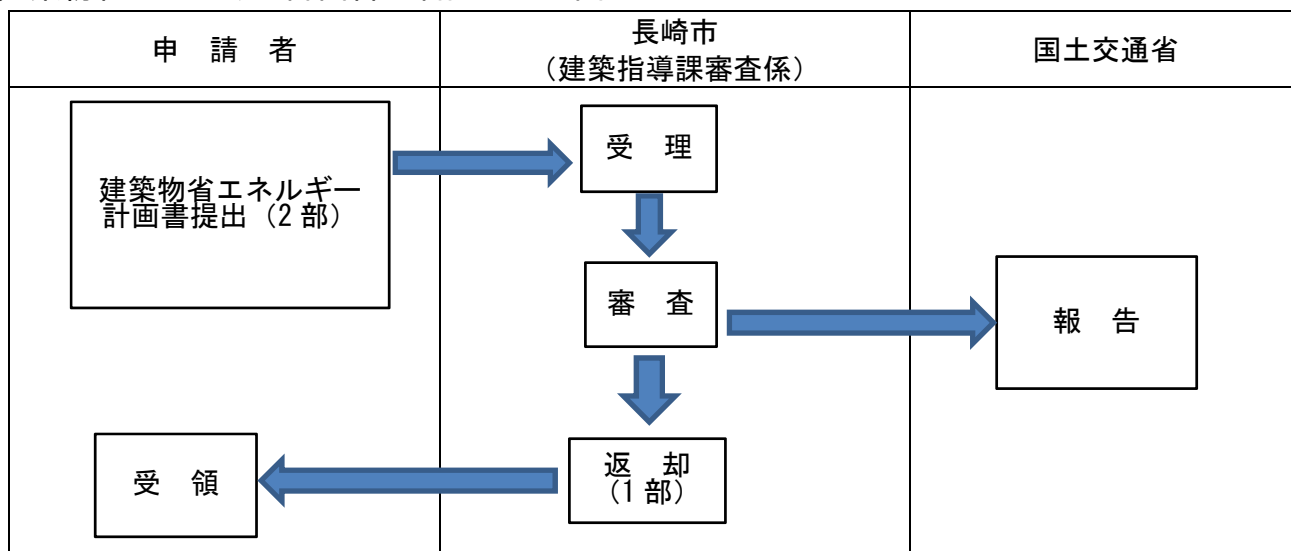 申 請 者
長崎市
（建築指導課審査係）
国土交通省
建築物省エネルギー
計画書提出（2 部）
受 理
審 査
報 告
返 却
（1 部）
受 領